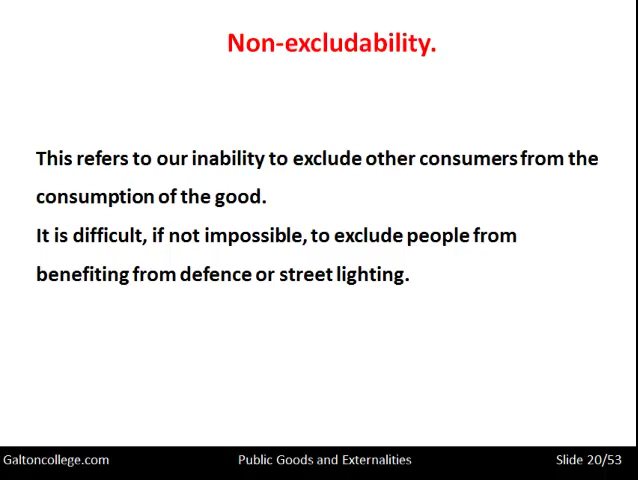 Non-excludability.
This refers to our inability to exclude other consumers from the
consumption of the good.
It is difficult, if not impossible, to exclude people from
benefiting from defence or street lighting.
Galtoncollege.com
Public Goods and Externalities
Slide 20/53